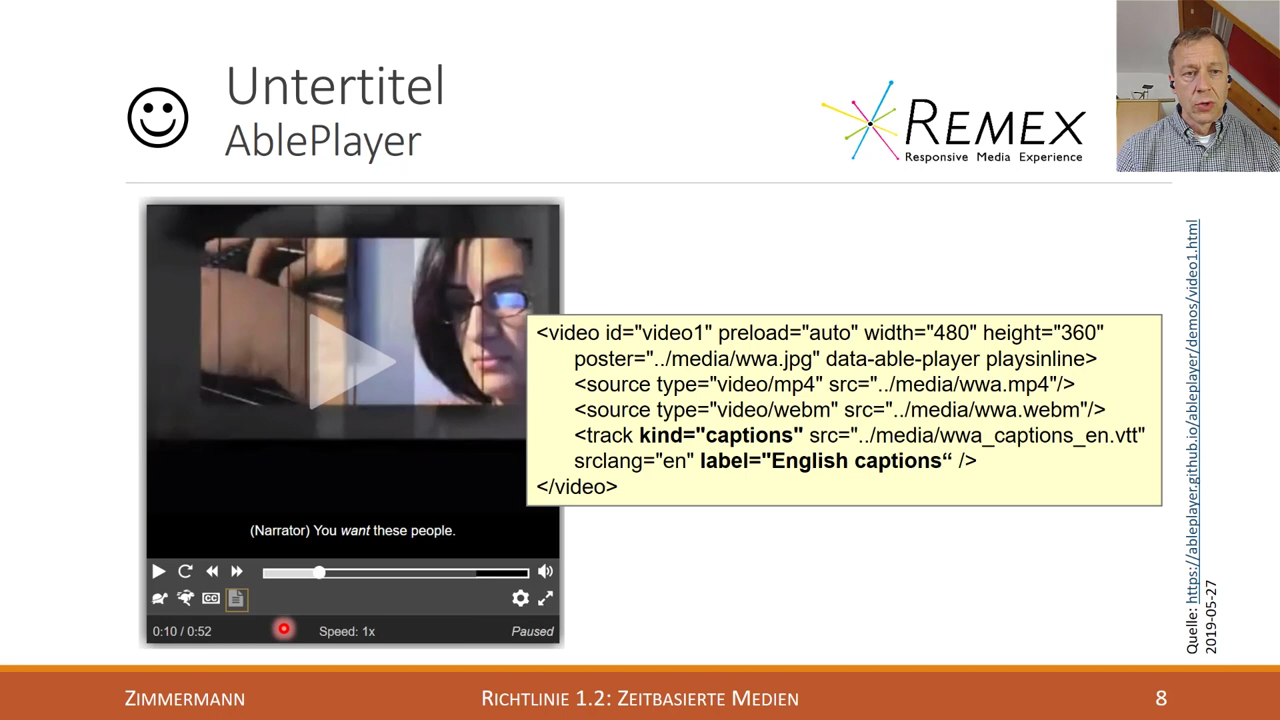 Untertitel
AblePlayer
REMEX
Responsive Media Experience
<video id="video1" preload="auto" width="480" height="360"
poster="../media/wwa.jpg" data-able-player playsinline>
<source type="video/mp4" src="../media/wwa.mp4"/>
<source type="video/webm" src="../media/wwa.webm"/>
<track kind="captions" src="../media/wwa_captions_en.vtt"
srclang="en" label="English captions“ />
</video>
(Narrator) You want these people.
CC
0:10 / 0:52 Speed: 1x Paused
Quelle: https://ableplayer.github.io/ableplayer/demos/video1.html
2019-05-27
ZIMMERMANN RICHTLINIE 1.2: ZEITBASIERTE MEDIEN 8